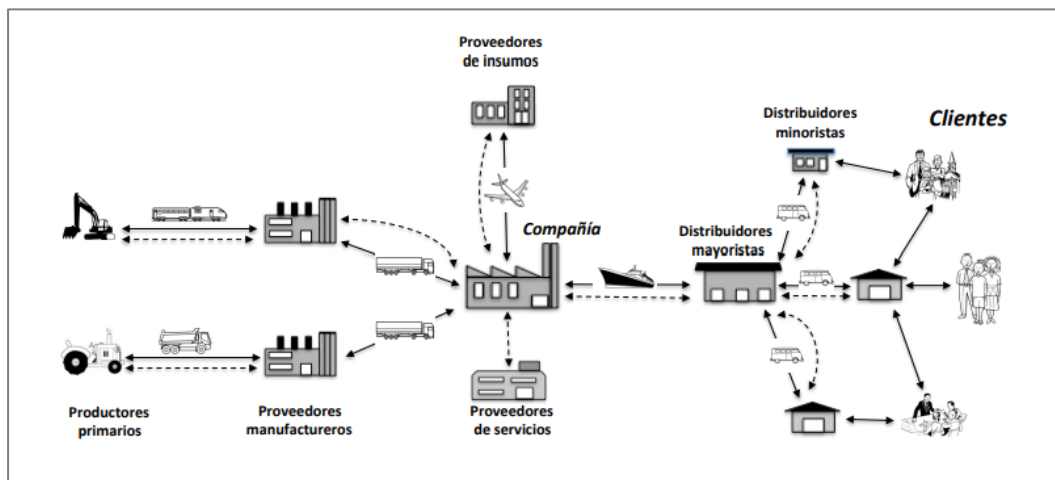 Proveedores
de insumos
Distribuidores
minoristas
Clientes
Compañía
Distribuidores
mayoristas
Productores
primarios
Proveedores
manufactureros
Proveedores
de servicios